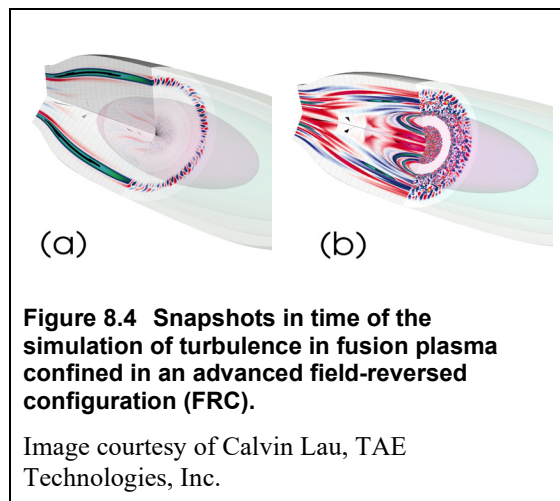 (a)
(b)
Figure 8.4 Snapshots in time of the
simulation of turbulence in fusion plasma
confined in an advanced field-reversed
configuration (FRC).
Image courtesy of Calvin Lau, TAE
Technologies, Inc.